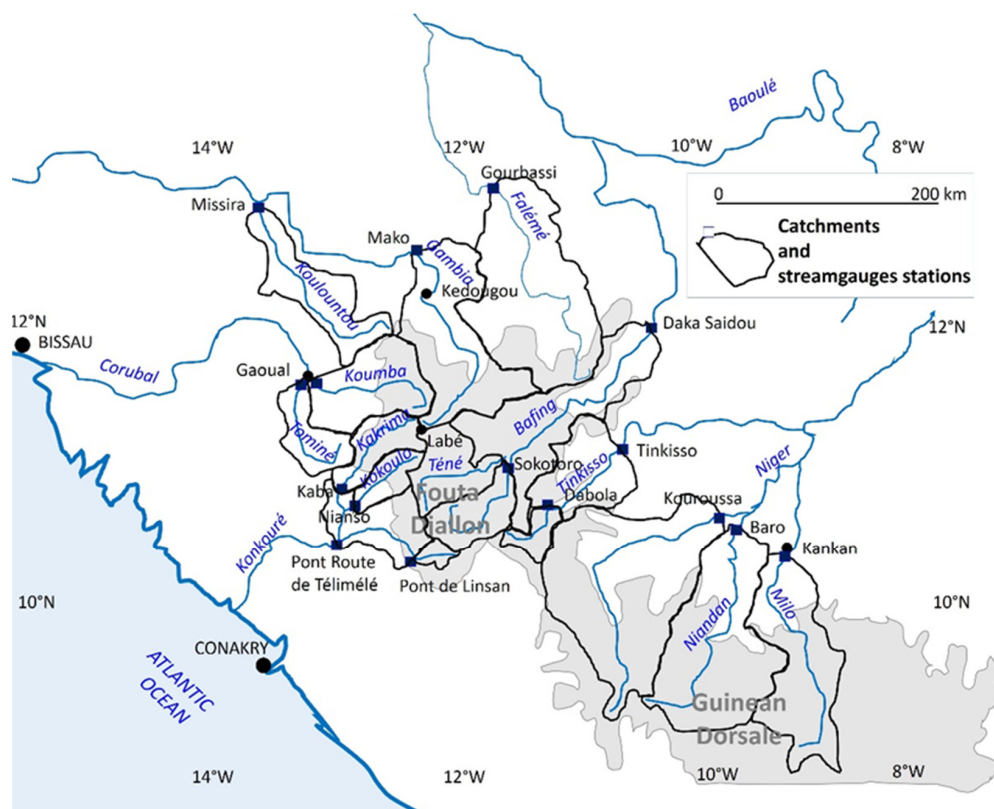 Baoulé
14°W
12°W
10°W
8°W
Gourbassi
0
200 km
Missira
Falémé
Catchments
and
streamgauges stations
Mako
Gambia
Koulountou
Kedougou
12°N
Daka Saidou
12°N
BISSAU
Corubal
Gaoual
Koumba
Bafing
Kakrima
Tominé
Labé
Kokoulo
Téné
Sokotoro
Tinkisso
Tinkisso
Niger
Kaba
Fouta
Djallon
Dabola
Kouroussa
Nianso
Baro
Kankan
Konkouré
Pont Route
de Télimélé
Pont de Linsan
10°N
10°N
Niandan
Milo
CONAKRY
ATLANTIC
OCEAN
Guinean
Dorsale
14°W
12°W
10°W
8°W